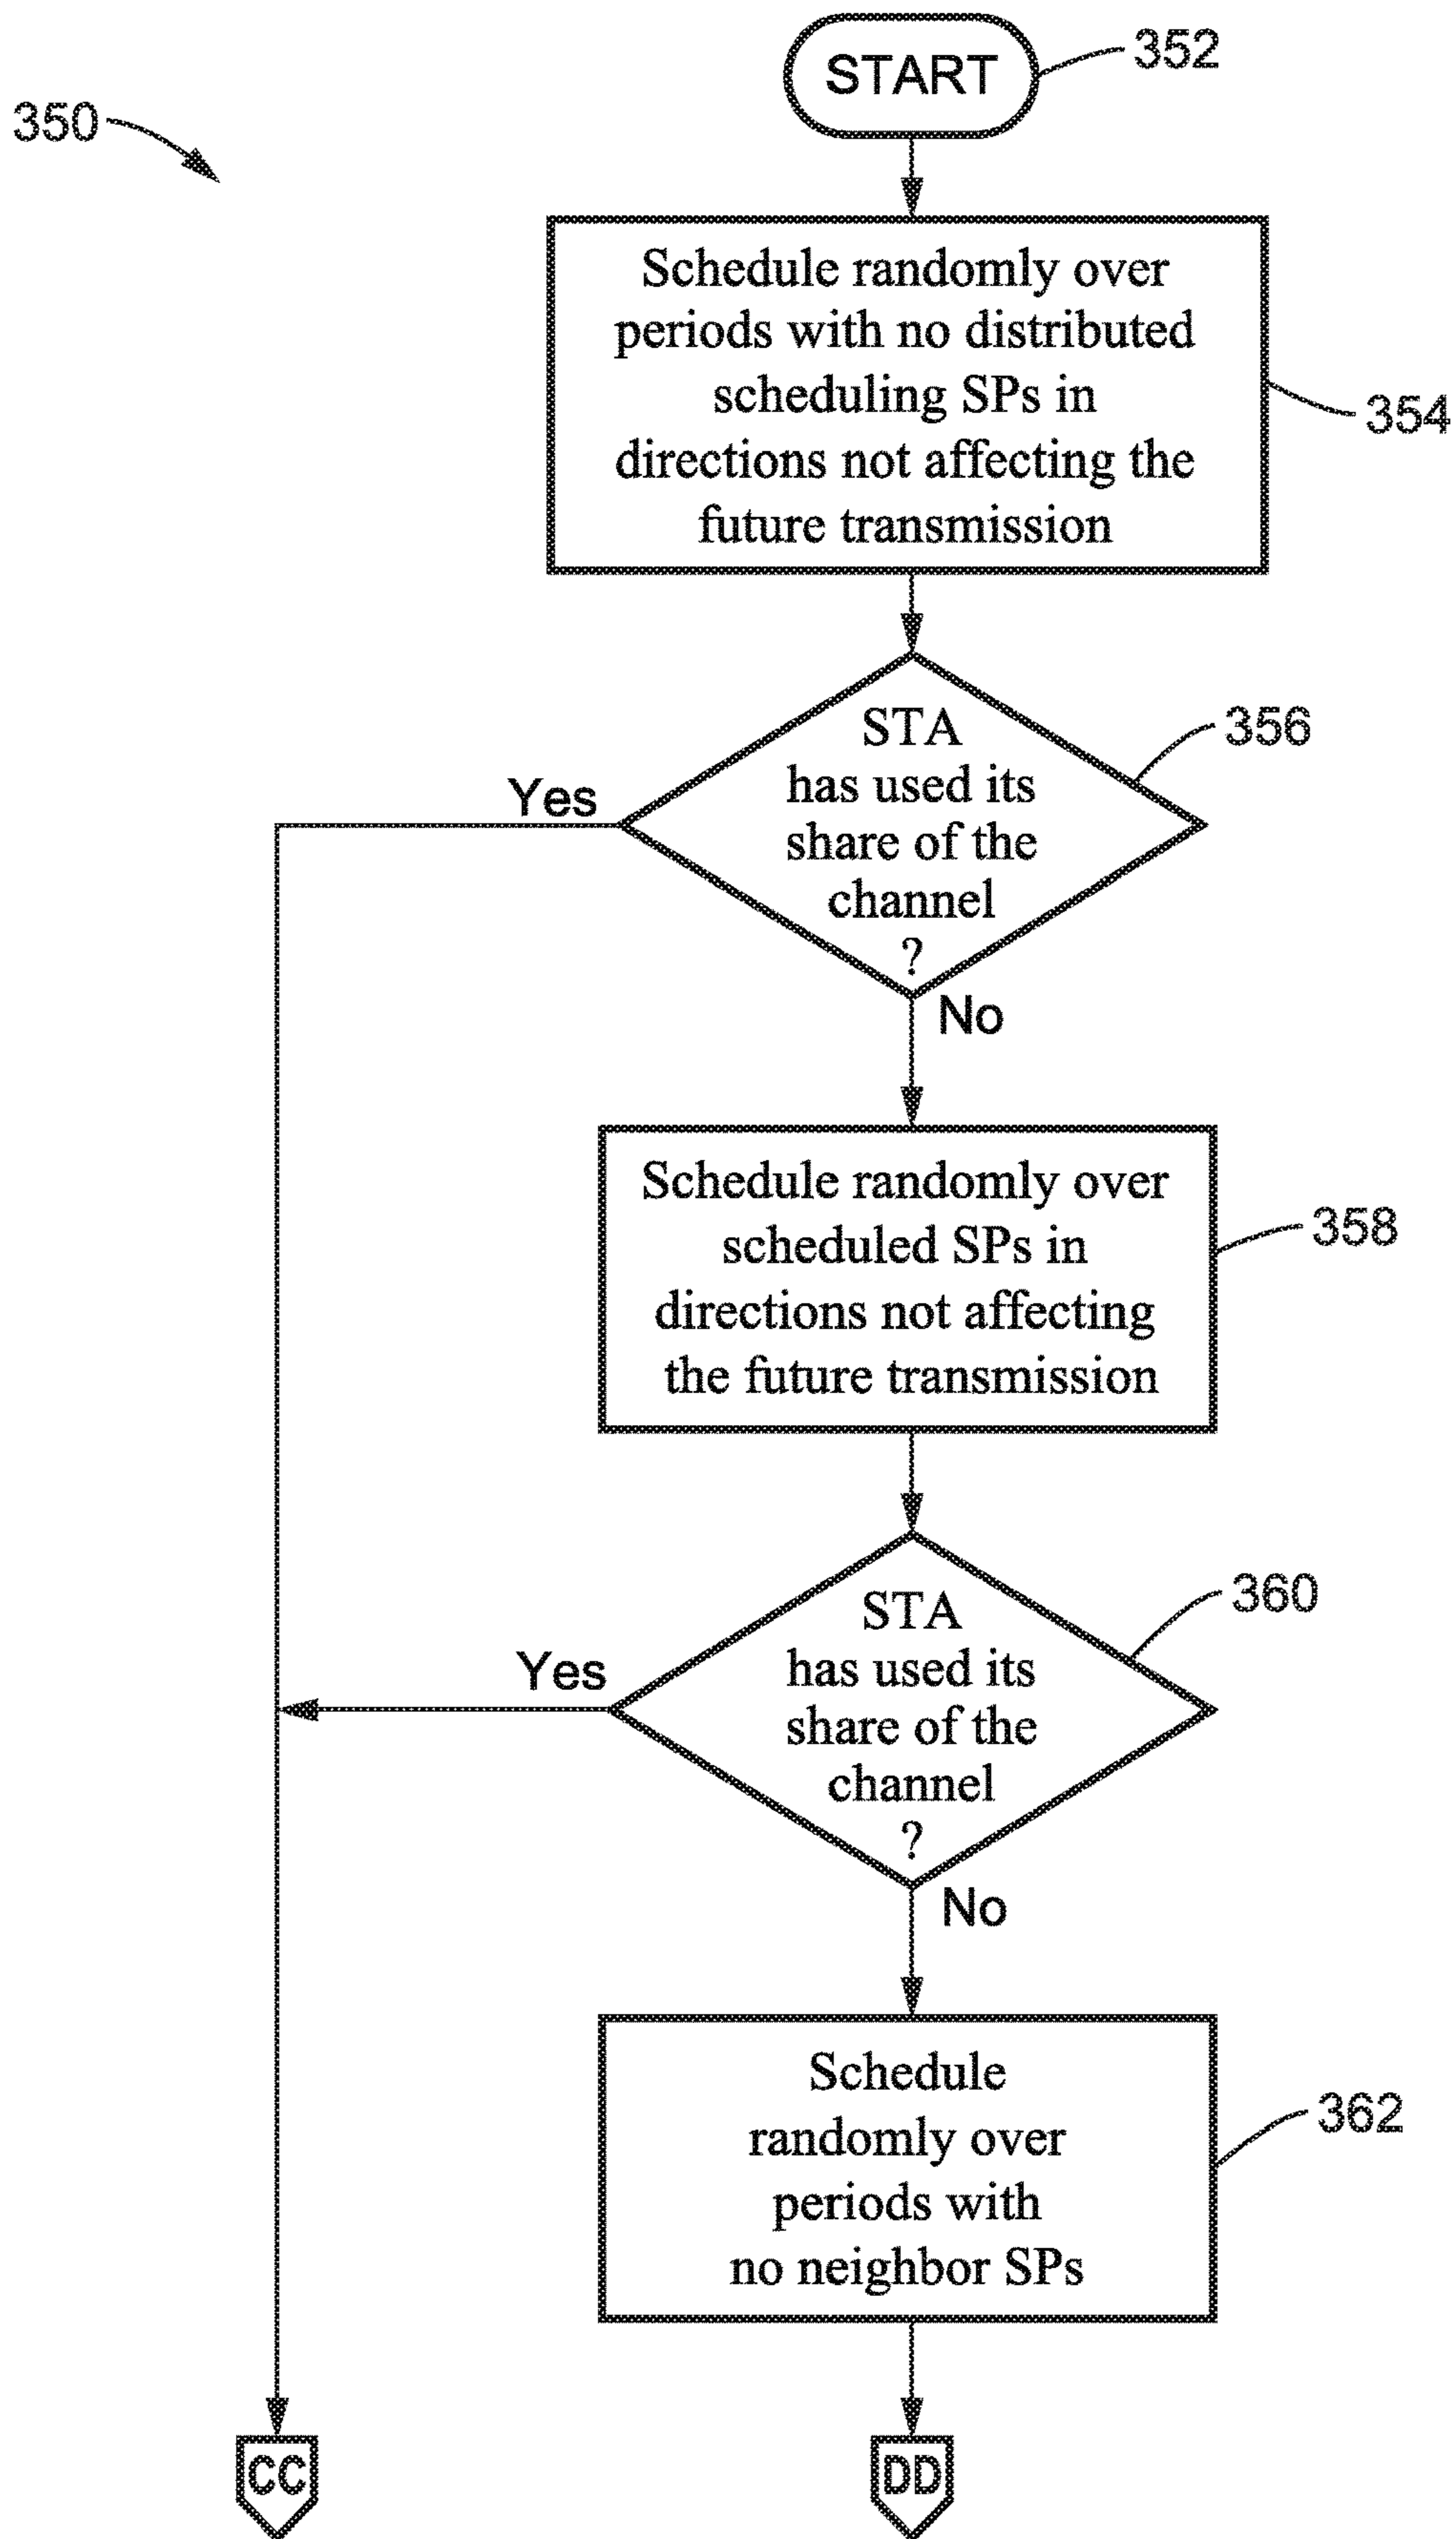 START
352
350
Schedule randomly over
periods with no distributed
scheduling SPs in
directions not affecting the
future transmission
354
STA
has used its
share of the
channel
?
356
Yes
No
Schedule randomly over
scheduled SPs in
directions not affecting
the future transmission
358
STA
has used its
share of the
channel
?
360
Yes
No
Schedule
randomly over
periods with
no neighbor SPs
362
CC
DD